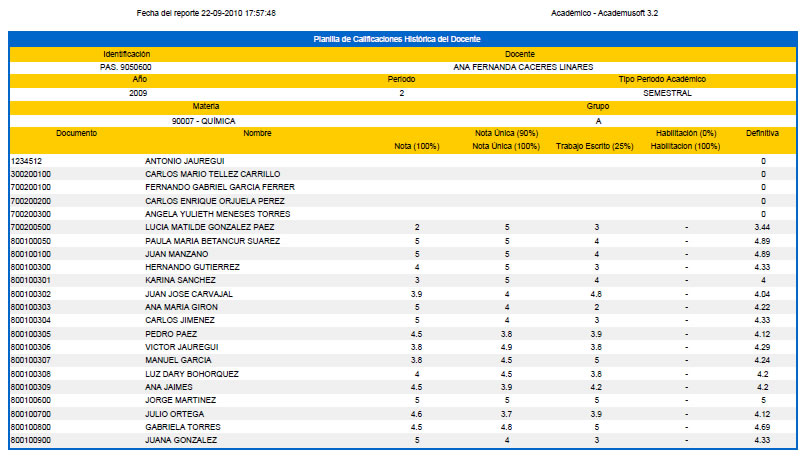 Fecha del reporte 22-09-2010 17:57:48 Académico - Academusoft 3.2
Planilla de Calificaciones Histórica del Docente
Identificación Docente
PAS. 9050600 ANA FERNANDA CACERES LINARES
Año Periodo Tipo Periodo Académico
2009 2 SEMESTRAL
Materia Grupo
90007 - QUÍMICA A
Documento Nombre Nota Única (90%) Habilitación (0%) Definitiva
Nota (100%) Nota Única (100%) Trabajo Escrito (25%) Habilitacion (100%)
1234512 ANTONIO JAUREGUI 0
300200100 CARLOS MARIO TELLEZ CARRILLO 0
700200100 FERNANDO GABRIEL GARCIA FERRER 0
700200200 CARLOS ENRIQUE ORJUELA PEREZ 0
700200300 ANGELA YULIETH MENESES TORRES 0
700200500 LUCIA MATILDE GONZALEZ PAEZ 2 5 3 - 3.44
800100050 PAULA MARIA BETANCUR SUAREZ 5 5 4 - 4.89
800100100 JUAN MANZANO 5 5 4 - 4.89
800100300 HERNANDO GUTIERREZ 4 5 3 - 4.33
800100301 KARINA SANCHEZ 3 5 4 - 4
800100302 JUAN JOSE CARVAJAL 3.9 4 4.8 - 4.04
800100303 ANA MARIA GIRON 5 4 2 - 4.22
800100304 CARLOS JIMENEZ 5 4 3 - 4.33
800100305 PEDRO PAEZ 4.5 3.8 3.9 - 4.12
800100306 VICTOR JAUREGUI 3.8 4.9 3.8 - 4.29
800100307 MANUEL GARCIA 3.8 4.5 5 - 4.24
800100308 LUZ DARY BOHORQUEZ 4 4.5 3.8 - 4.2
800100309 ANA JAIMES 4.5 3.9 4.2 - 4.2
800100600 JORGE MARTINEZ 5 5 5 - 5
800100700 JULIO ORTEGA 4.6 3.7 3.9 - 4.12
800100800 GABRIELA TORRES 4.5 4.8 5 - 4.69
800100900 JUANA GONZALEZ 5 4 3 - 4.33